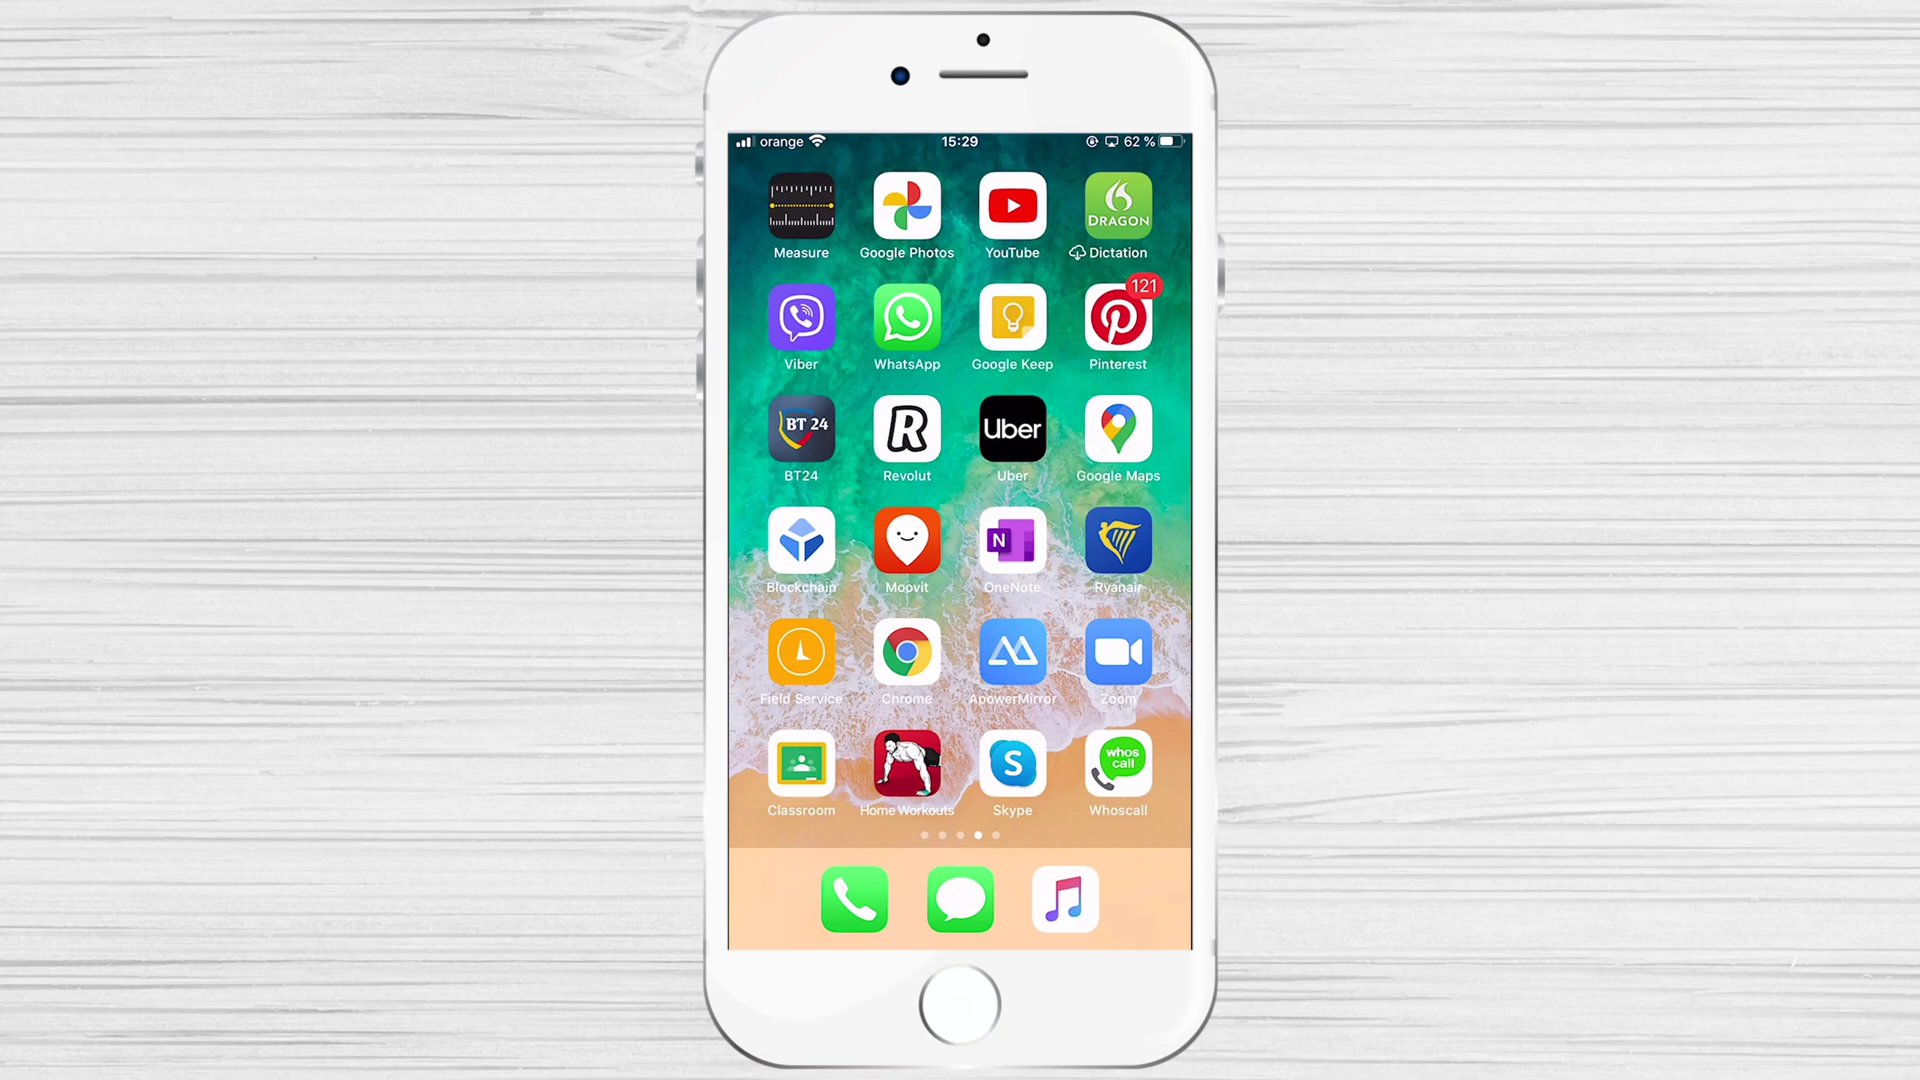 orange 15:29 62 %
DRAGON
Measure Google Photos YouTube Dictation
121
Viber WhatsApp Google Keep Pinterest
BT 24 R Uber
BT24 Revolut Uber Google Maps
N
Blockchain Moovit OneNote Ryanair
Field Service Chrome ApowerMirror Zoom
whos
call
S
Classroom Home Workouts Skype Whoscall